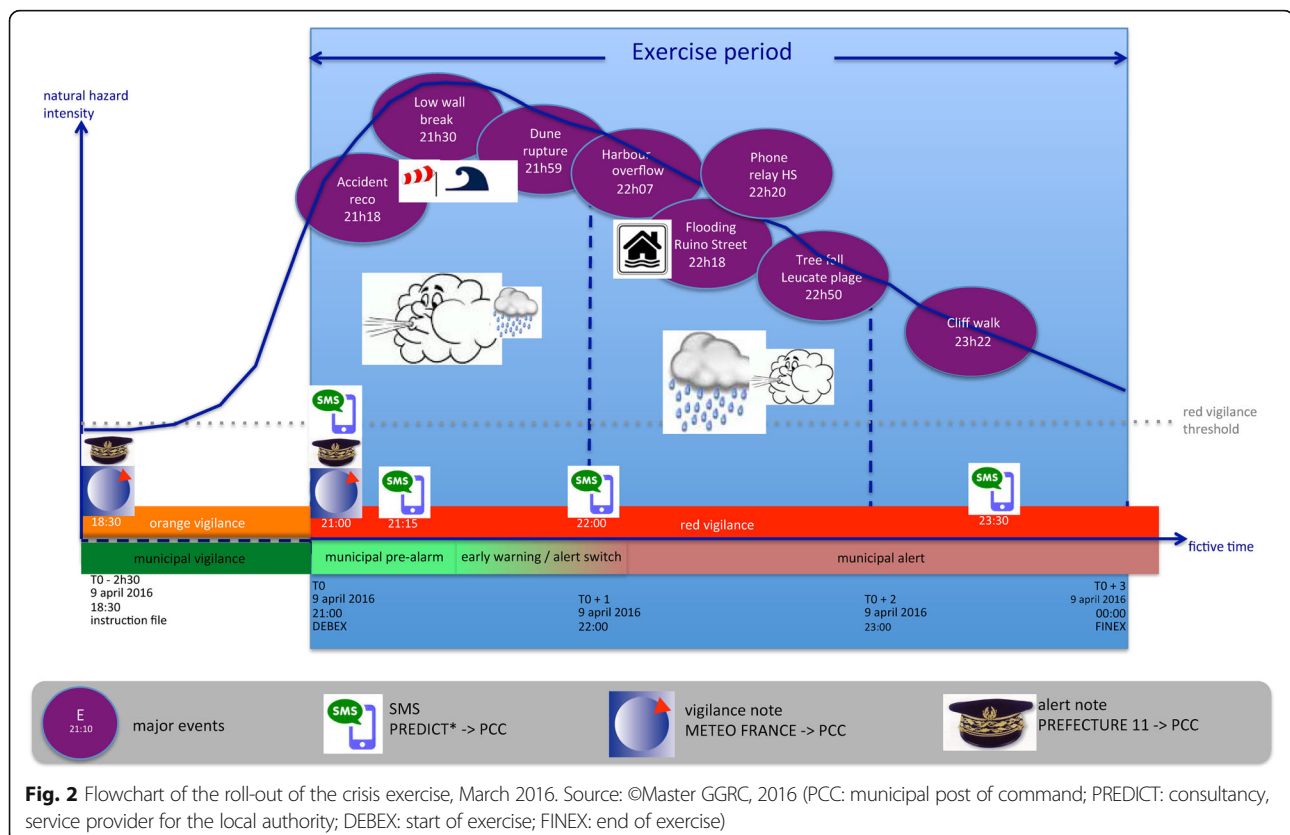 Exercise period
natural hazard
intensity
Low wall
break
21h30
Dune
rupture
21h59
Harbour
overflow
22h07
Phone
relay HS
22h20
Accident
reco
21h18
Flooding
Ruino Street
22h18
Tree fall
Leucate plage
22h50
Cliff walk
23h22
red vigilance
threshold
SMS
SMS
SMS
SMS
18:30
orange vigilance
21:00
21:15
22:00
red vigilance
23:30
fictive time
municipal vigilance
municipal pre-alarm
early warning / alert switch
municipal alert
T0 - 2h30
9 april 2016
18:30
instruction file
T0
9 april 2016
21:00
DEBEX
T0 + 1
9 april 2016
22:00
T0 + 2
9 april 2016
23:00
T0 + 3
9 april 2016
00:00
FINEX
E
21:10
major events
SMS
SMS
PREDICT* -> PCC
vigilance note
METEO FRANCE -> PCC
alert note
PREFECTURE 11 -> PCC
Fig. 2 Flowchart of the roll-out of the crisis exercise, March 2016. Source: ©Master GGRC, 2016 (PCC: municipal post of command; PREDICT: consultancy,
service provider for the local authority; DEBEX: start of exercise; FINEX: end of exercise)